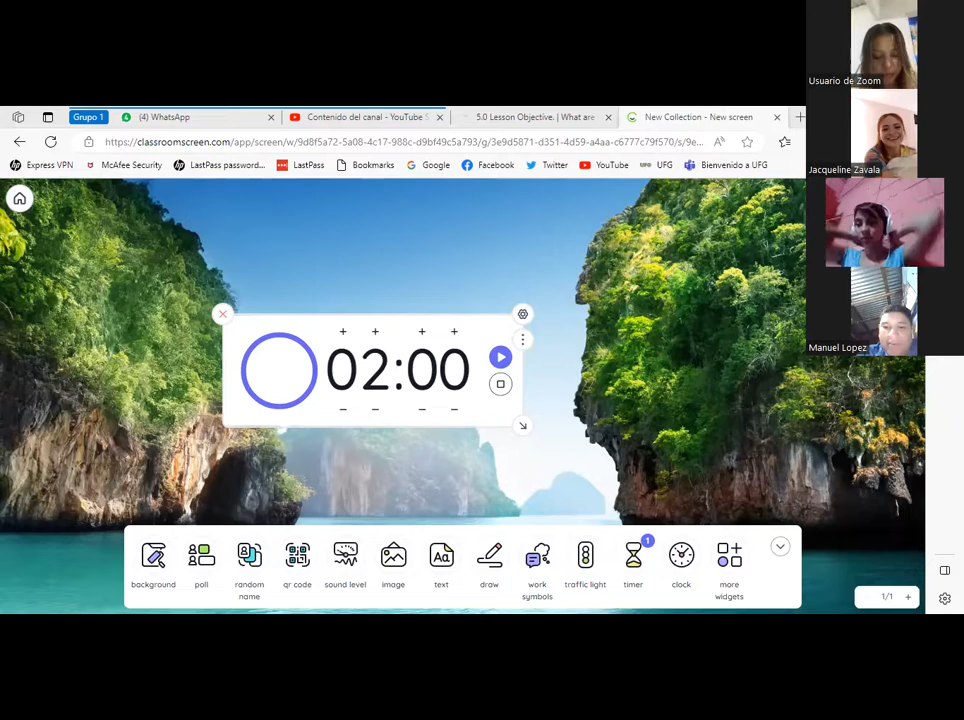 Usuario de Zoom
Jacqueline Zavala
Manuel Lopez
Grupo 1 (4) WhatsApp Contenido del canal - YouTube S 5.0 Lesson Objective. | What are New Collection - New screen
https://classroomscreen.com/app/screen/w/9d8f5a72-5a08-4c17-988c-d9bf49c5a793/g/3e9d5871-d351-4d59-a4aa-c6777c79f570/s/9e...
Express VPN McAfee Security LastPass password... LastPass Bookmarks Google Facebook Twitter YouTube UFG Bienvenido a UFG
+ + + +
02:00
− − − −
1
background poll random name qr code sound level image text draw work symbols traffic light timer clock more widgets
1/1 +